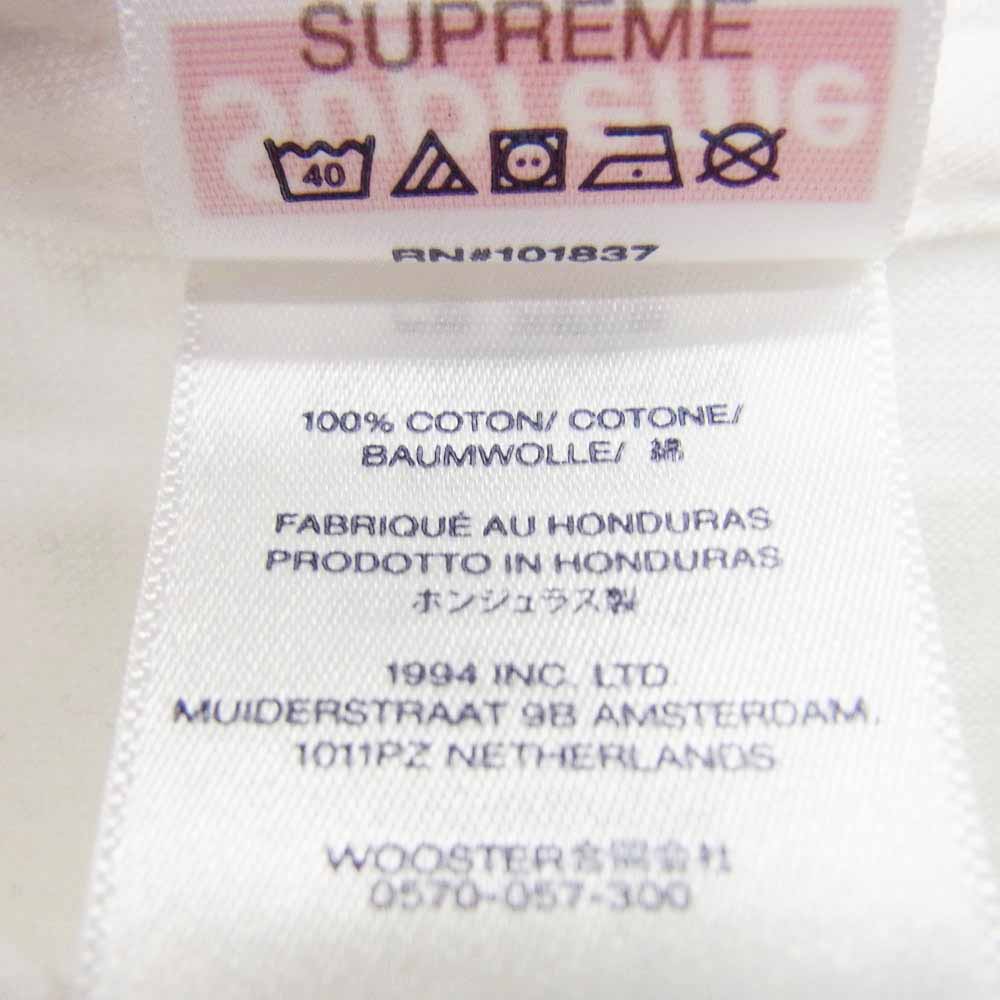 SUPREME
Supreme
40
RN#101837
100% COTON/ COTONE/
BAUMWOLLE/ 綿
FABRIQUÉ AU HONDURAS
PRODOTTO IN HONDURAS
ホンジュラス製
1994 INC. LTD.
MUIDERSTRAAT 9B AMSTERDAM,
1011PZ NETHERLANDS
WOOSTER合同会社
0570-057-300